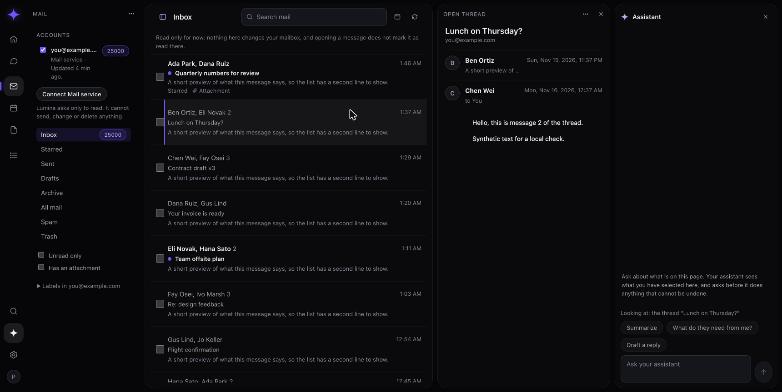 MAIL
ACCOUNTS
you@example....
25000
Mail service ·
Updated 4 min
ago.
Connect Mail service
Lumina asks only to read. It cannot
send, change or delete anything.
Inbox
25000
Starred
Sent
Drafts
Archive
All mail
Spam
Trash
Unread only
Has an attachment
Labels in you@example.com
P
Inbox
Search mail
Read only for now: nothing here changes your mailbox, and opening a message does not mark it as
read there.
Ada Park, Dana Ruiz
1:46 AM
Quarterly numbers for review
A short preview of what this message says, so the list has a second line to show.
Starred
Attachment
Ben Ortiz, Eli Novak 2
1:37 AM
Lunch on Thursday?
A short preview of what this message says, so the list has a second line to show.
Chen Wei, Fay Osei 3
1:29 AM
Contract draft v3
A short preview of what this message says, so the list has a second line to show.
Dana Ruiz, Gus Lind
1:20 AM
Your invoice is ready
A short preview of what this message says, so the list has a second line to show.
Eli Novak, Hana Sato 2
1:11 AM
Team offsite plan
A short preview of what this message says, so the list has a second line to show.
Fay Osei, Ivo Marsh 3
1:03 AM
Re: design feedback
A short preview of what this message says, so the list has a second line to show.
Gus Lind, Jo Keller
12:54 AM
Flight confirmation
A short preview of what this message says, so the list has a second line to show.
Hana Sato, Ada Park 2
12:45 AM
OPEN THREAD
Lunch on Thursday?
you@example.com
B
Ben Ortiz
Sun, Nov 15, 2026, 11:37 PM
A short preview of ...
C
Chen Wei
Mon, Nov 16, 2026, 12:37 AM
to You
Hello, this is message 2 of the thread.
Synthetic text for a local check.
Assistant
Ask about what is on this page. Your assistant sees
what you have selected here, and asks before it does
anything that cannot be undone.
Looking at: the thread "Lunch on Thursday?"
Summarize
What do they need from me?
Draft a reply
Ask your assistant